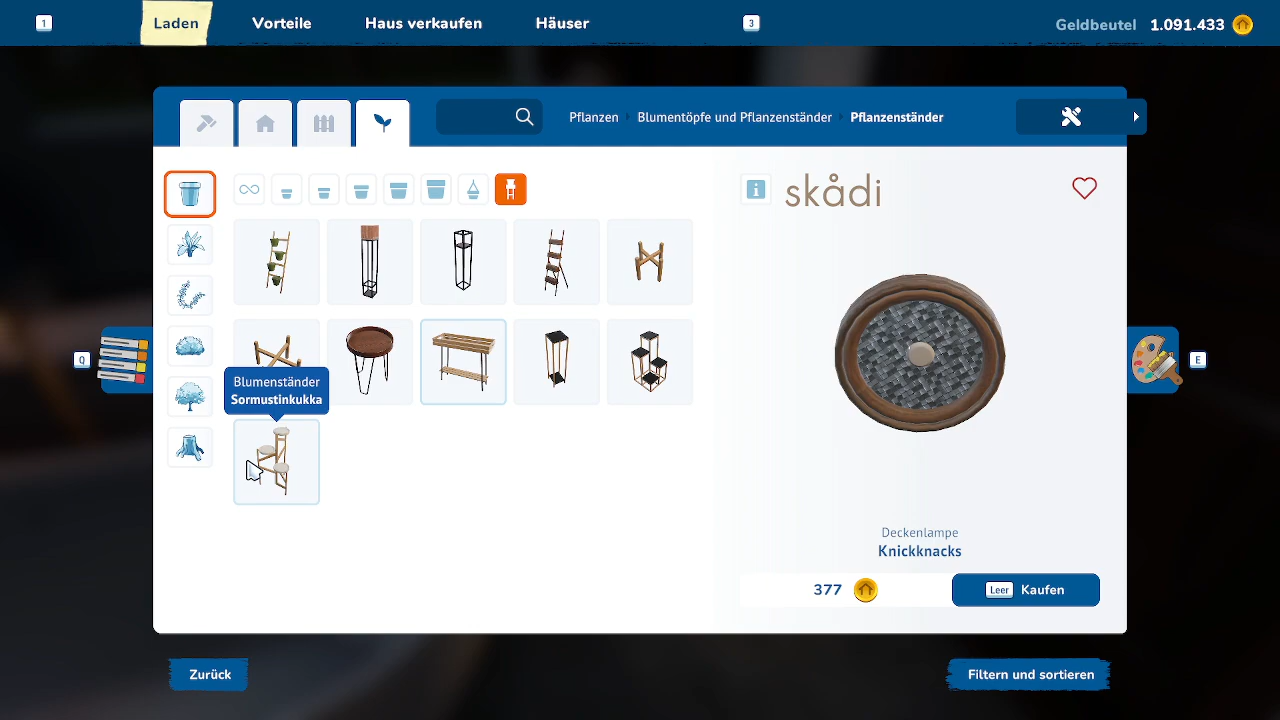 1
Laden
Vorteile
Haus verkaufen
Häuser
3
Geldbeutel 1.091.433
Pflanzen
Blumentöpfe und Pflanzenständer
Pflanzenständer
skådi
Q
E
Blumenständer
Sormustinkukka
Deckenlampe
Knickknacks
377
Leer Kaufen
Zurück
Filtern und sortieren